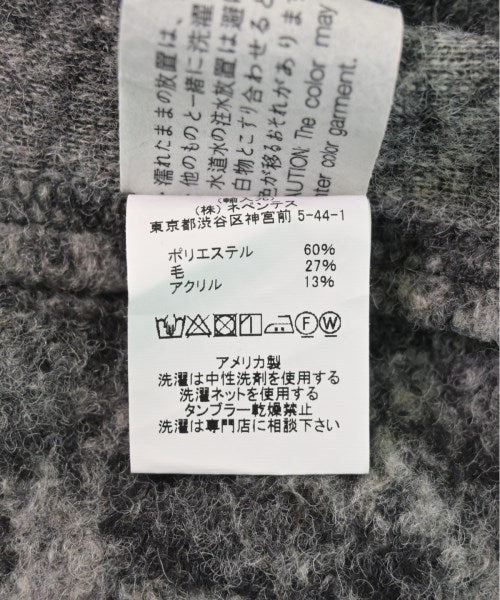 ・濡れたままの放置は、
他のものと一緒に洗濯
水道水の注水放置は避け
白物とこすり合わせると
色が移るおそれがあります
CAUTION The color may
color garment.
(株) ネペンテス
東京都渋谷区神宮前 5-44-1
ポリエステル 60%
毛 27%
アクリル 13%
F W
アメリカ製
洗濯は中性洗剤を使用する
洗濯ネットを使用する
タンブラー乾燥禁止
洗濯は専門店に相談下さい